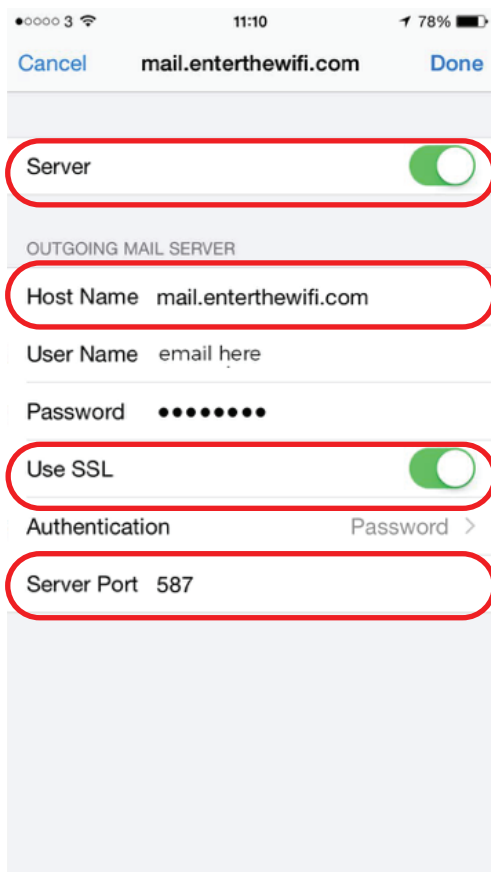 3 11:10 78%
Cancel mail.enterthewifi.com Done
Server
OUTGOING MAIL SERVER
Host Name mail.enterthewifi.com
User Name email here
Password ••••••••
Use SSL
Authentication Password >
Server Port 587